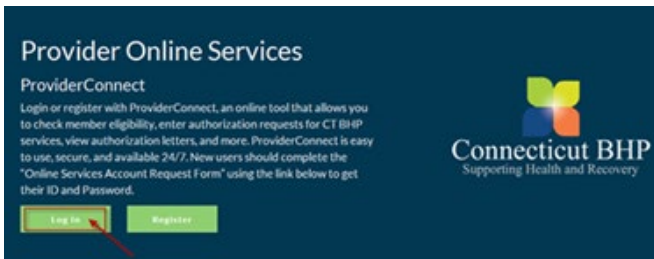 Provider Online Services
ProviderConnect
Login or register with ProviderConnect, an online tool that allows you
to check member eligibility, enter authorization requests for CT BHP
services, view authorization letters, and more. ProviderConnect is easy
to use, secure, and available 24/7. New users should complete the
"Online Services Account Request Form" using the link below to get
their ID and Password.
Log in
Register
Connecticut BHP
Supporting Health and Recovery